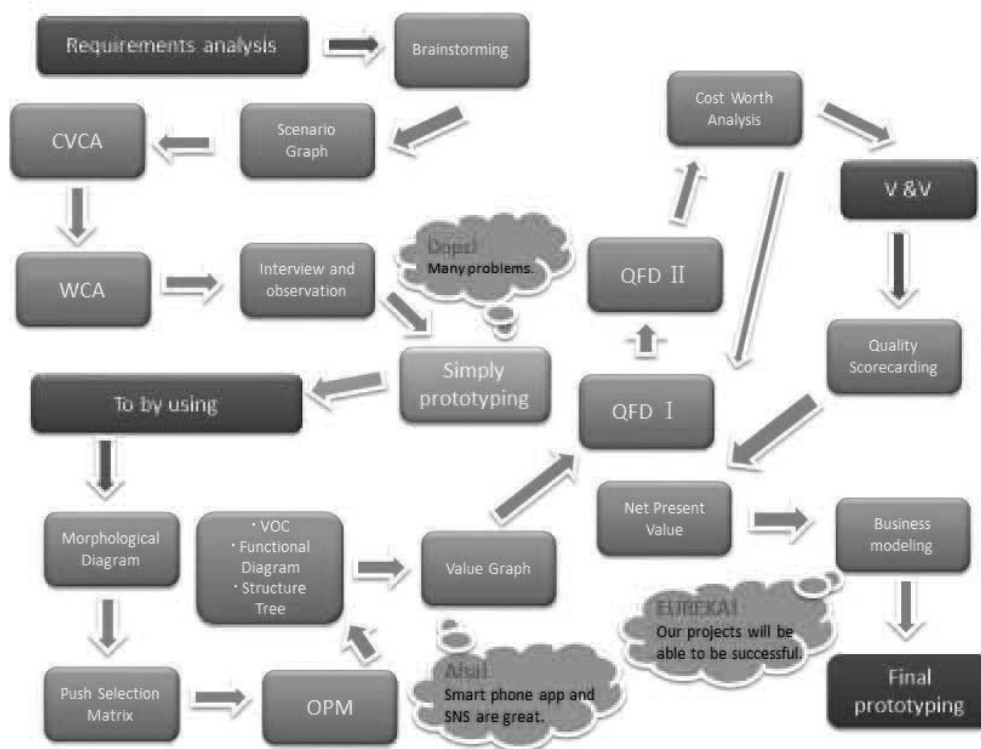 Requirements analysis
Brainstorming
Scenario
Graph
CVCA
WCA
Interview and
observation
Oops!
Many problems.
Simply
prototyping
To by using
Morphological
Diagram
Push Selection
Matrix
OPM
・VOC
・Functional
Diagram
・Structure
Tree
Value Graph
Aha!
Smart phone app and
SNS are great.
QFD Ⅰ
QFD Ⅱ
Cost Worth
Analysis
V &V
Quality
Scorecarding
Net Present
Value
Business
modeling
EUREKA!
Our projects will be
able to be successful.
Final
prototyping